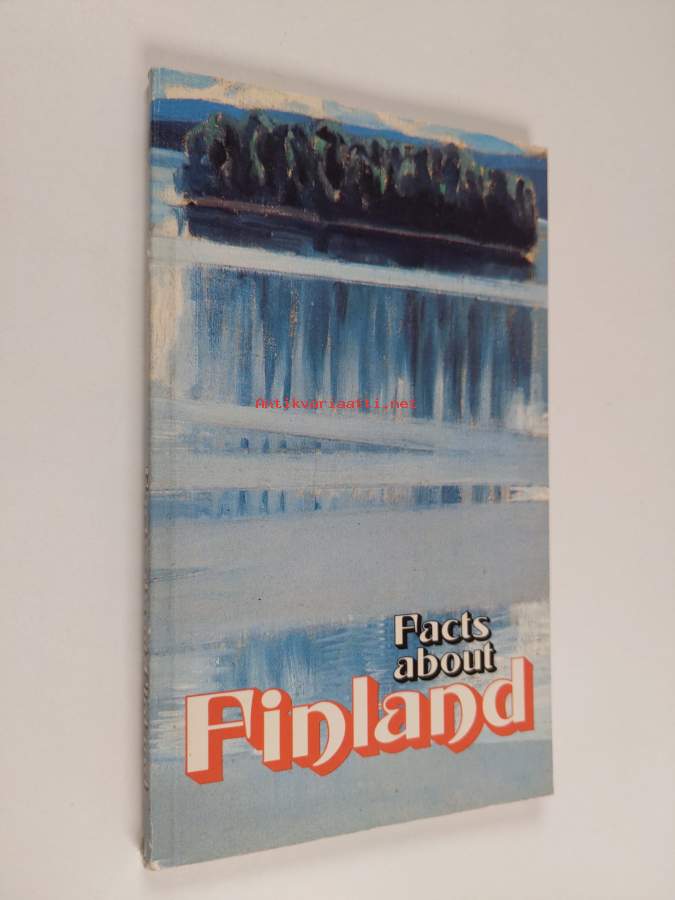 Antikvariaatti.net
Facts
about
Finland